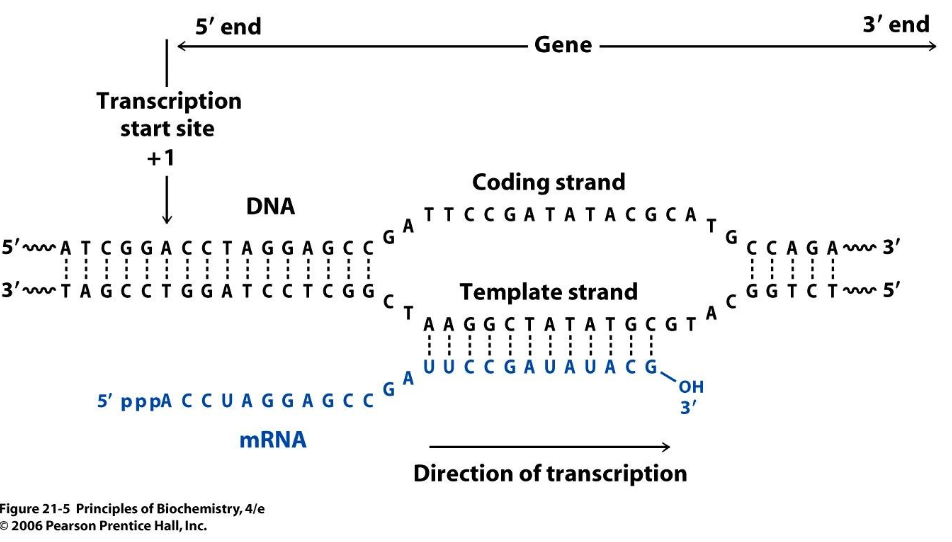 5′ end
3′ end
Gene
Transcription
start site
+1
DNA
Coding strand
G A T T C C G A T A T A C G C A T G
5′ A T C G G A C C T A G G A G C C
C C A G A 3′
3′ T A G C C T G G A T C C T C G G
G G T C T 5′
Template strand
C T A A G G C T A T A T G C G T A C
5′ pppA C C U A G G A G C C G A U U C C G A U A U A C G
OH
3′
mRNA
Direction of transcription
Figure 21-5 Principles of Biochemistry, 4/e
© 2006 Pearson Prentice Hall, Inc.